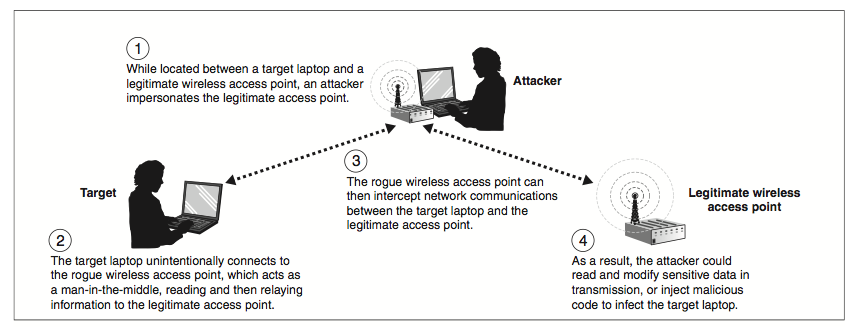 1
While located between a target laptop and a
legitimate wireless access point, an attacker
impersonates the legitimate access point.
Attacker
Target
2
The target laptop unintentionally connects to
the rogue wireless access point, which acts as
a man-in-the-middle, reading and then relaying
information to the legitimate access point.
3
The rogue wireless access point can
then intercept network communications
between the target laptop and the
legitimate access point.
Legitimate wireless
access point
4
As a result, the attacker could
read and modify sensitive data in
transmission, or inject malicious
code to infect the target laptop.